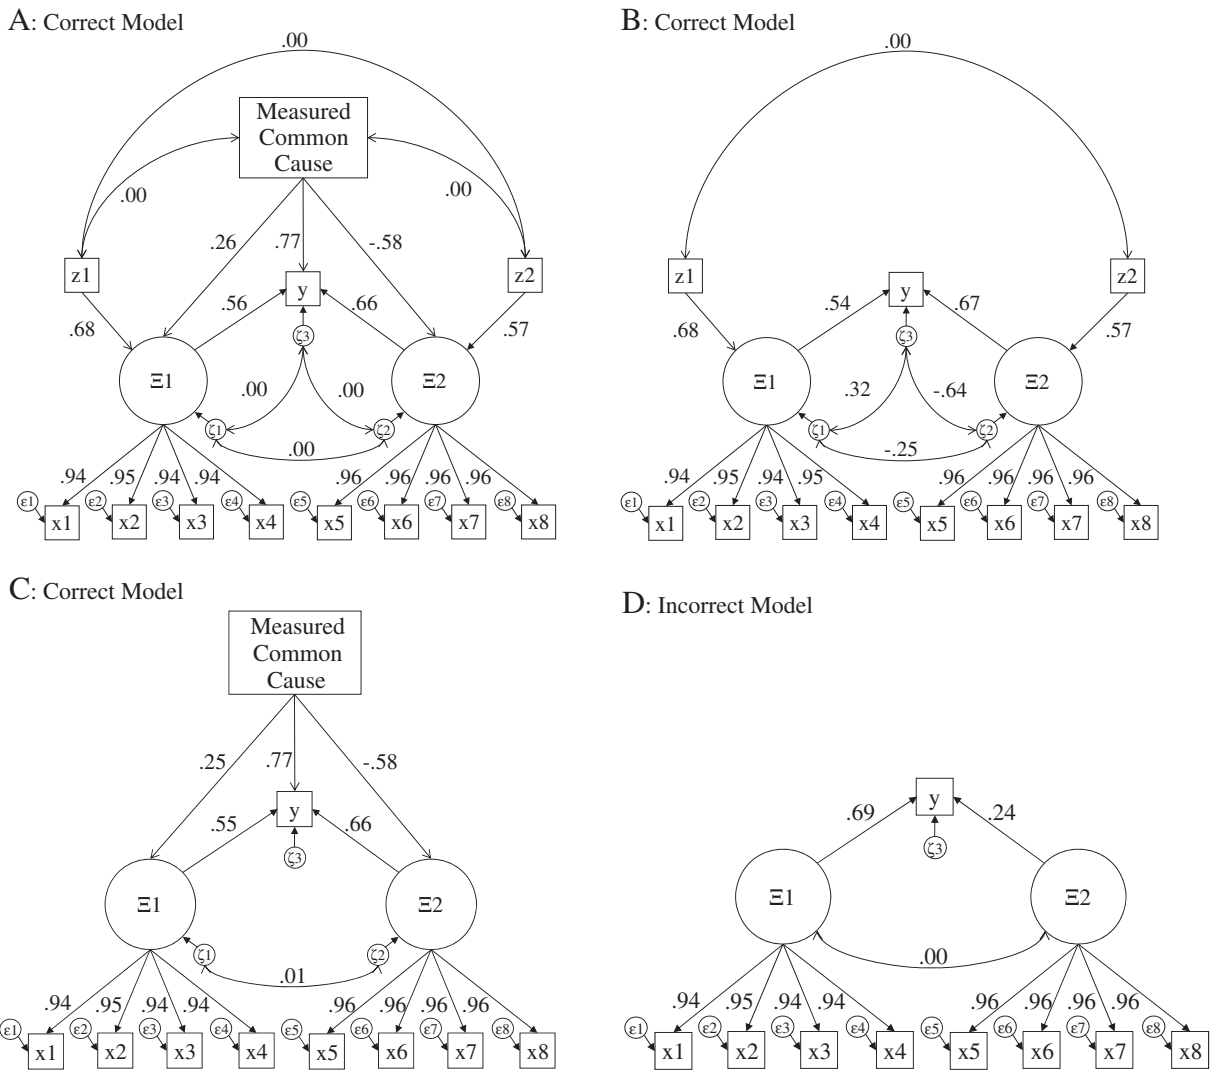 A: Correct Model
.00
Measured
Common
Cause
.00
.00
.26
.77
-.58
z1
z2
y
.56
.66
.68
.57
ζ3
Ξ1
Ξ2
.00
.00
ζ1
ζ2
.00
.94
.95
.94
.94
.96
.96
.96
.96
ε1
ε2
ε3
ε4
ε5
ε6
ε7
ε8
x1
x2
x3
x4
x5
x6
x7
x8
B: Correct Model
.00
z1
z2
y
.54
.67
.68
.57
ζ3
Ξ1
Ξ2
.32
-.64
ζ1
ζ2
-.25
.94
.95
.94
.95
.96
.96
.96
.96
ε1
ε2
ε3
ε4
ε5
ε6
ε7
ε8
x1
x2
x3
x4
x5
x6
x7
x8
C: Correct Model
Measured
Common
Cause
.25
.77
-.58
y
.55
.66
ζ3
Ξ1
Ξ2
ζ1
ζ2
.01
.94
.95
.94
.94
.96
.96
.96
.96
ε1
ε2
ε3
ε4
ε5
ε6
ε7
ε8
x1
x2
x3
x4
x5
x6
x7
x8
D: Incorrect Model
y
.69
.24
ζ3
Ξ1
Ξ2
.00
.94
.95
.94
.94
.96
.96
.96
.96
ε1
ε2
ε3
ε4
ε5
ε6
ε7
ε8
x1
x2
x3
x4
x5
x6
x7
x8